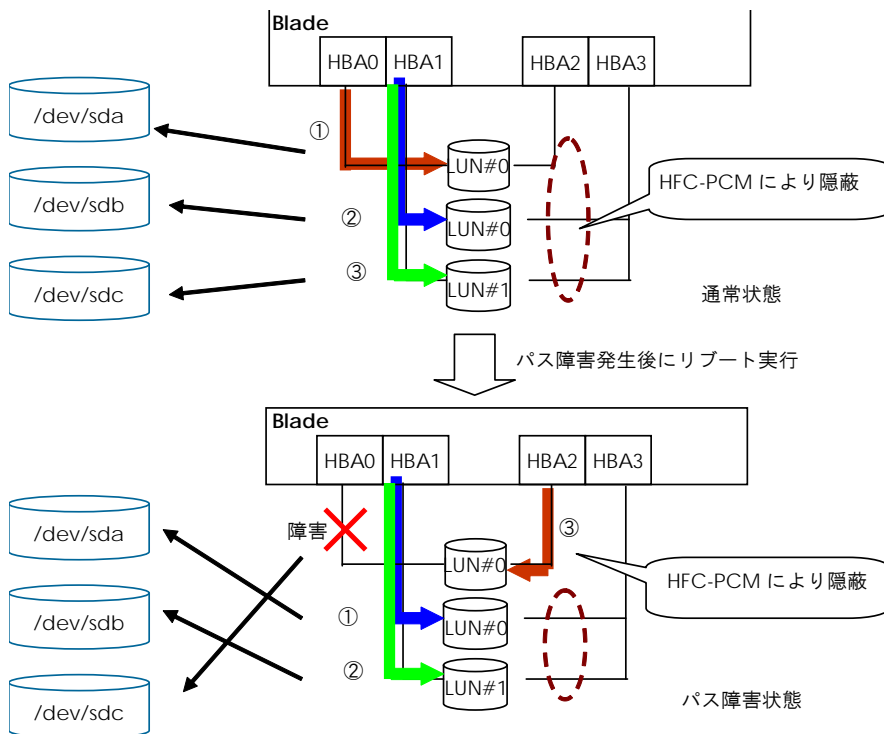 Blade
HBA0 HBA1 HBA2 HBA3
/dev/sda
①
LUN#0
HFC-PCM により隠蔽
/dev/sdb
②
LUN#0
/dev/sdc
③
LUN#1
通常状態
パス障害発生後にリブート実行
Blade
HBA0 HBA1 HBA2 HBA3
/dev/sda
障害
③
LUN#0
HFC-PCM により隠蔽
/dev/sdb
①
LUN#0
②
LUN#1
/dev/sdc
パス障害状態